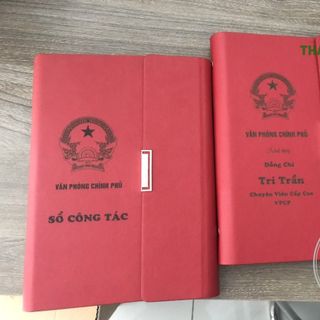 VĂN PHÒNG CHÍNH PHỦ
SỔ CÔNG TÁC
THA
VĂN PHÒNG CHÍNH PHỦ
Đồng Chí
Tri Trần
Chuyên Viên Cấp Cao
VPCP